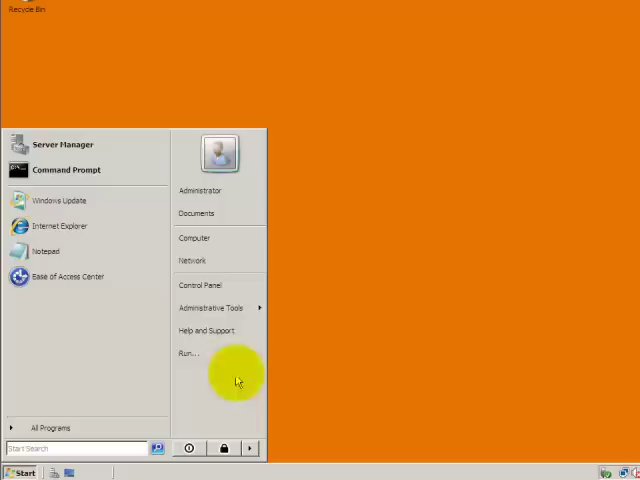 Recycle Bin
Server Manager
Command Prompt
Windows Update
Internet Explorer
Notepad
Ease of Access Center
All Programs
Start Search
Administrator
Documents
Computer
Network
Control Panel
Administrative Tools
Help and Support
Run...
Start